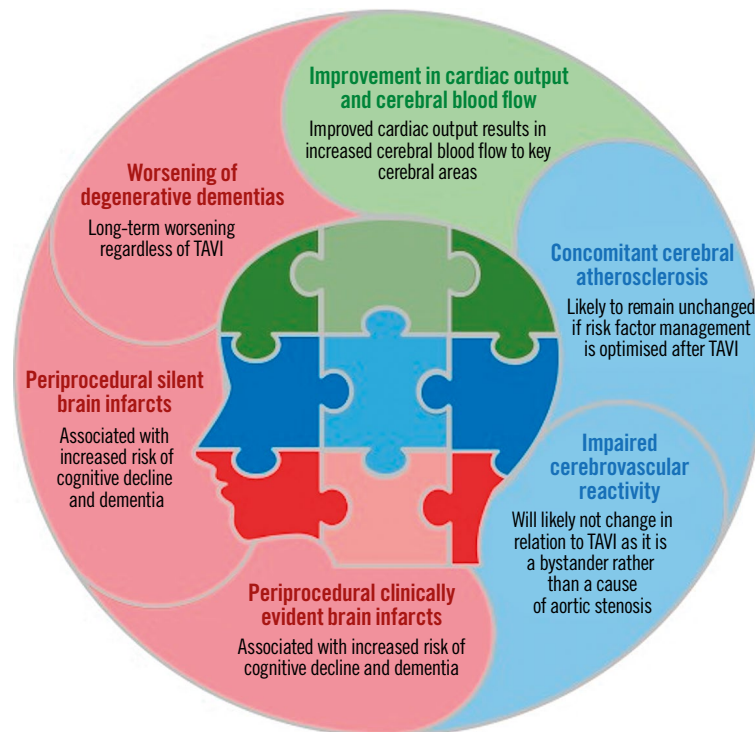 Improvement in cardiac output
and cerebral blood flow
Improved cardiac output results in
increased cerebral blood flow to key
cerebral areas
Concomitant cerebral
atherosclerosis
Likely to remain unchanged
if risk factor management
is optimised after TAVI
Impaired
cerebrovascular
reactivity
Will likely not change in
relation to TAVI as it is
a bystander rather
than a cause
of aortic stenosis
Periprocedural clinically
evident brain infarcts
Associated with increased risk of
cognitive decline and dementia
Periprocedural silent
brain infarcts
Associated with
increased risk of
cognitive decline
and dementia
Worsening of
degenerative dementias
Long-term worsening
regardless of TAVI